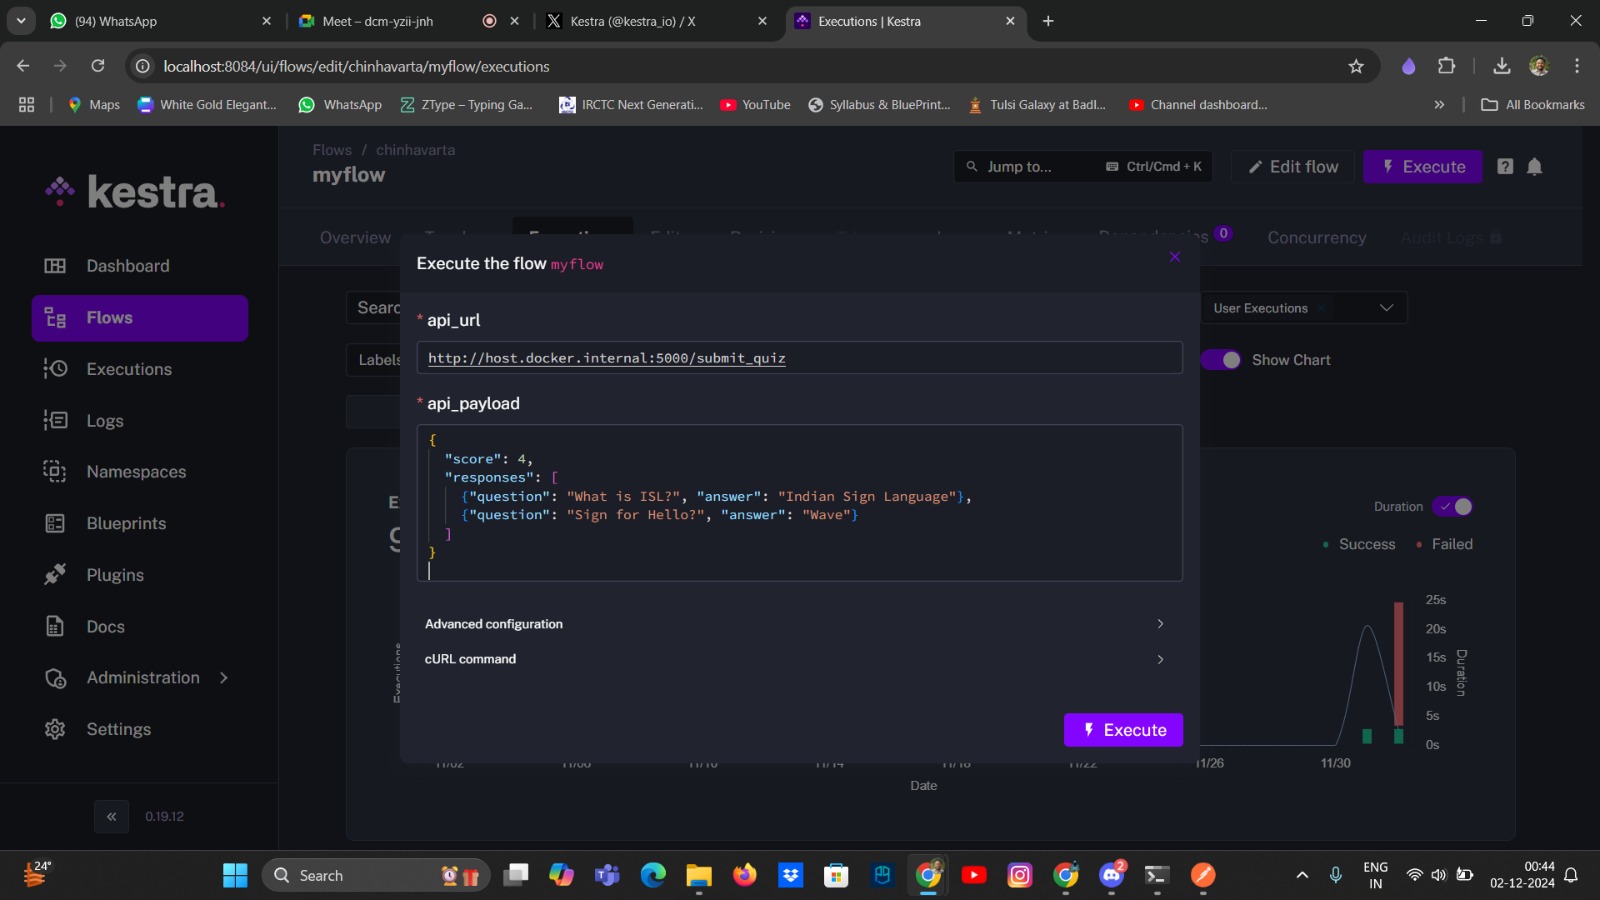 (94) WhatsApp
Meet – dcm-yzii-jnh
Kestra (@kestra_io) / X
Executions | Kestra
localhost:8084/ui/flows/edit/chinhavarta/myflow/executions
Maps
White Gold Elegant...
WhatsApp
ZType – Typing Ga...
IRCTC Next Generati...
YouTube
Syllabus & BluePrint...
Tulsi Galaxy at Badl...
Channel dashboard...
All Bookmarks
kestra.
Dashboard
Flows
Executions
Logs
Namespaces
Blueprints
Plugins
Docs
Administration
Settings
0.19.12
Flows / chinhavarta
myflow
Jump to...
Ctrl/Cmd + K
Edit flow
Execute
Overview
0
Concurrency
Audit Logs
Execute the flow myflow
* api_url
http://host.docker.internal:5000/submit_quiz
* api_payload
{
"score": 4,
"responses": [
{"question": "What is ISL?", "answer": "Indian Sign Language"},
{"question": "Sign for Hello?", "answer": "Wave"}
]
}
Advanced configuration
cURL command
Execute
User Executions
Show Chart
Duration
Success
Failed
25s
20s
15s
10s
5s
0s
Duration
11/26
11/30
Date
24°
Search
2
ENG
IN
00:44
02-12-2024